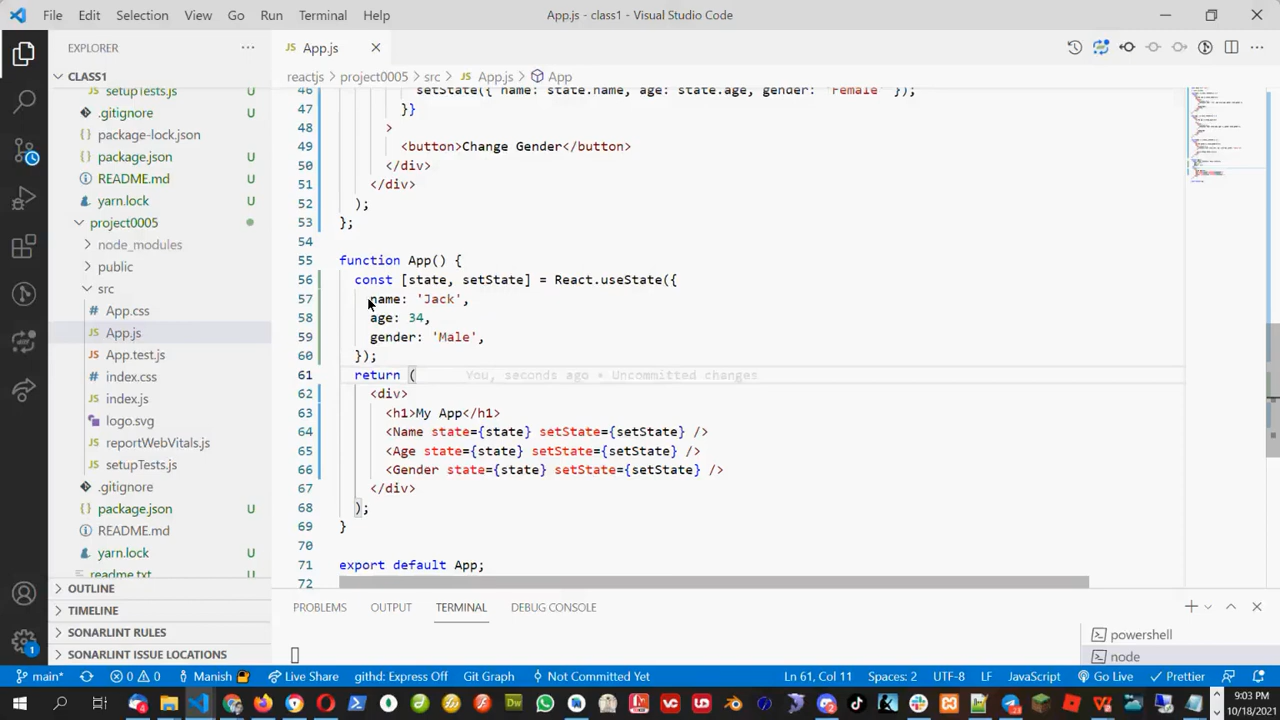 File Edit Selection View Go Run Terminal Help App.js - class1 - Visual Studio Code
EXPLORER
CLASS1
setupTests.js U
.gitignore
package-lock.json
package.json U
README.md U
yarn.lock U
project0005
node_modules
public
src
App.css
App.js
App.test.js
index.css
index.js
logo.svg
reportWebVitals.js
setupTests.js
.gitignore
package.json U
README.md
yarn.lock U
readme.txt
OUTLINE
TIMELINE
SONARLINT RULES
SONARLINT ISSUE LOCATIONS
JS App.js
reactjs > project0005 > src > JS App.js > App
46 setState({ name: state.name, age: state.age, gender: 'Female' });
47 }}
48 >
49 <button>Change Gender</button>
50 </div>
51 </div>
52 );
53 };
54
55 function App() {
56 const [state, setState] = React.useState({
57 name: 'Jack',
58 age: 34,
59 gender: 'Male',
60 });
61 return ( You, seconds ago • Uncommitted changes
62 <div>
63 <h1>My App</h1>
64 <Name state={state} setState={setState} />
65 <Age state={state} setState={setState} />
66 <Gender state={state} setState={setState} />
67 </div>
68 );
69 }
70
71 export default App;
72
PROBLEMS OUTPUT TERMINAL DEBUG CONSOLE
powershell
node
main* 0 0 Manish Live Share githd: Express Off Git Graph Not Committed Yet Ln 61, Col 11 Spaces: 2 UTF-8 LF JavaScript Go Live Prettier
9:03 PM
10/18/2021